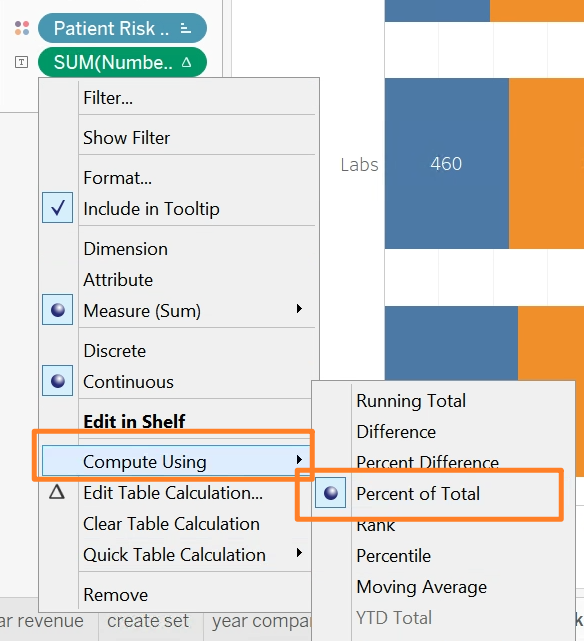 Patient Risk ..
T SUM(Numbe.. Δ
Filter...
Show Filter
Format...
Labs 460
Include in Tooltip
Dimension
Attribute
Measure (Sum)
Discrete
Continuous
Edit in Shelf
Compute Using
Edit Table Calculation...
Clear Table Calculation
Quick Table Calculation
Remove
Running Total
Difference
Percent Difference
Percent of Total
Rank
Percentile
Moving Average
YTD Total
ar revenue create set year compa k